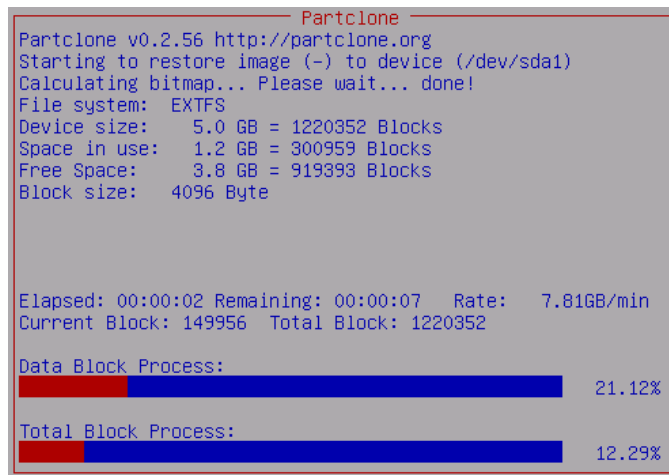 Partclone
Partclone v0.2.56 http://partclone.org
Starting to restore image (-) to device (/dev/sda1)
Calculating bitmap... Please wait... done!
File system:  EXTFS
Device size:    5.0 GB = 1220352 Blocks
Space in use:   1.2 GB = 300959 Blocks
Free Space:     3.8 GB = 919393 Blocks
Block size:   4096 Byte
Elapsed: 00:00:02 Remaining: 00:00:07   Rate:   7.81GB/min
Current Block: 149956  Total Block: 1220352
Data Block Process:
21.12%
Total Block Process:
12.29%